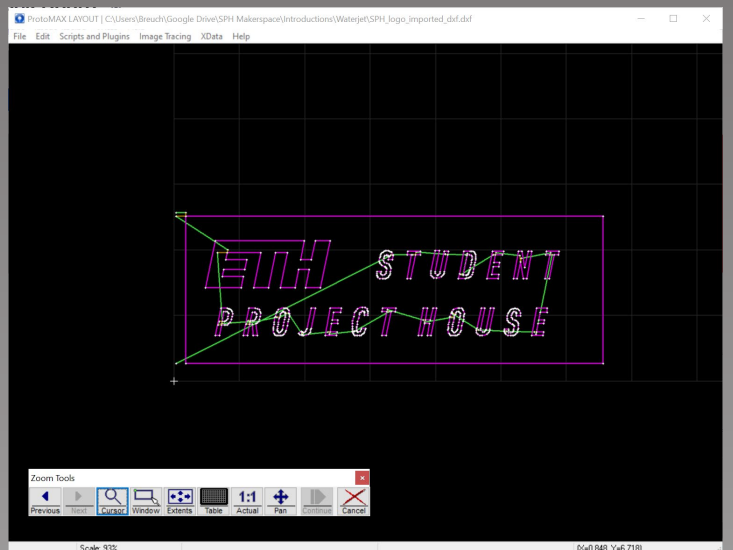 ProtoMAX LAYOUT | C:\Users\Breuch\Google Drive\SPH Makerspace\Introductions\Waterjet\SPH_logo_imported_dxf.dxf
File Edit Scripts and Plugins Image Tracing XData Help
STUDENT
PROJECT HOUSE
Zoom Tools
Previous Next Cursor Window Extents Table 1:1 Actual Pan Continue Cancel
Scale: 93% (X=0.848, Y=6.718)